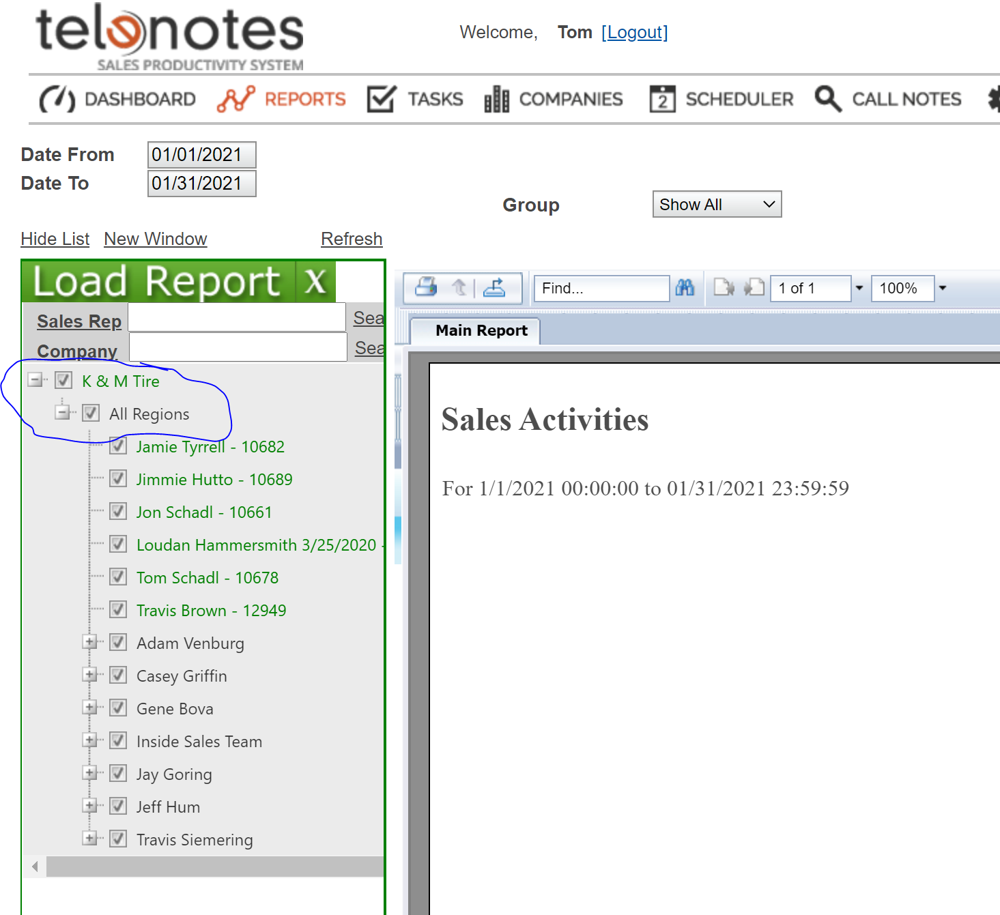 telenotes
SALES PRODUCTIVITY SYSTEM
Welcome, Tom [Logout]
DASHBOARD REPORTS TASKS COMPANIES 2 SCHEDULER CALL NOTES
Date From 01/01/2021
Date To 01/31/2021
Group Show All
Hide List New Window Refresh
Load Report X
Sales Rep Sea
Company Sea
K & M Tire
All Regions
Jamie Tyrrell - 10682
Jimmie Hutto - 10689
Jon Schadl - 10661
Loudan Hammersmith 3/25/2020 -
Tom Schadl - 10678
Travis Brown - 12949
Adam Venburg
Casey Griffin
Gene Bova
Inside Sales Team
Jay Goring
Jeff Hum
Travis Siemering
Find... 1 of 1 100%
Main Report
Sales Activities
For 1/1/2021 00:00:00 to 01/31/2021 23:59:59